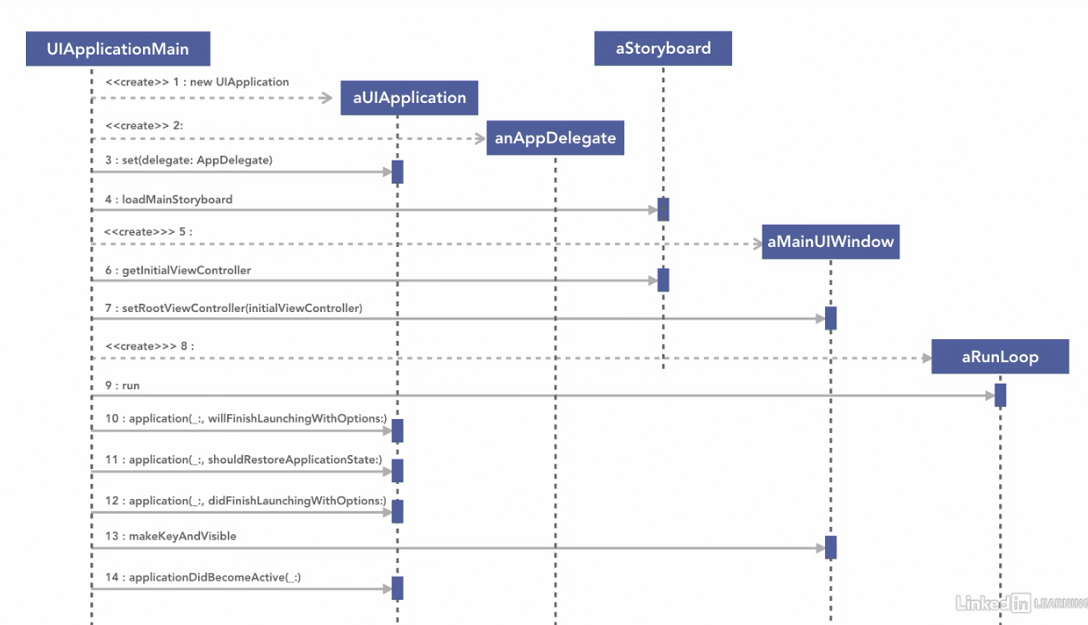 UIApplicationMain
aStoryboard
<<create>> 1 : new UIApplication
aUIApplication
<<create>> 2:
anAppDelegate
3 : set(delegate: AppDelegate)
4 : loadMainStoryboard
<<create>>> 5 :
aMainUIWindow
6 : getInitialViewController
7 : setRootViewController(initialViewController)
<<create>>> 8 :
aRunLoop
9 : run
10 : application(_:, willFinishLaunchingWithOptions:)
11 : application(_:, shouldRestoreApplicationState:)
12 : application(_:, didFinishLaunchingWithOptions:)
13 : makeKeyAndVisible
14 : applicationDidBecomeActive(_:)
Linked in LEARNING